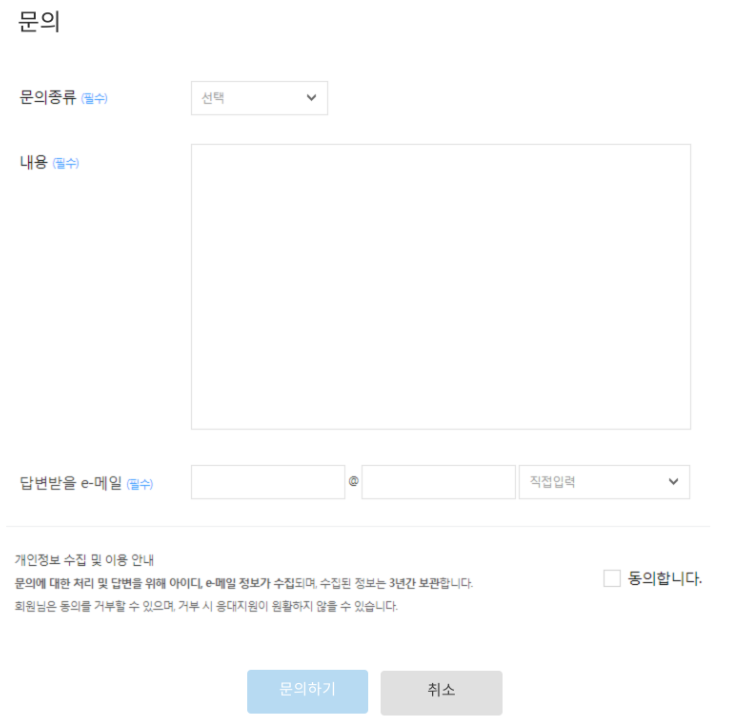 문의
문의종류 (필수) 선택
내용 (필수)
답변받을 e-메일 (필수) @ 직접입력
개인정보 수집 및 이용 안내
문의에 대한 처리 및 답변을 위해 아이디, e-메일 정보가 수집되며, 수집된 정보는 3년간 보관합니다.
회원님은 동의를 거부할 수 있으며, 거부 시 응대지원이 원활하지 않을 수 있습니다.
동의합니다.
문의하기 취소